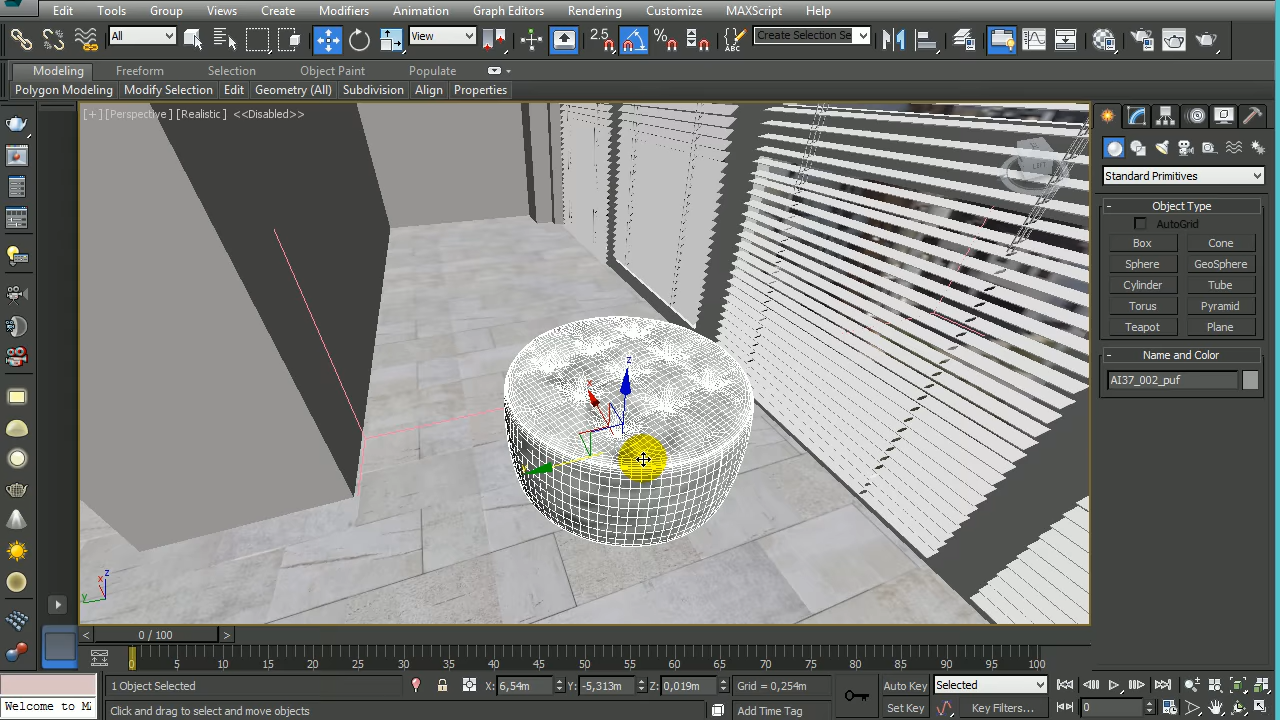 Edit Tools Group Views Create Modifiers Animation Graph Editors Rendering Customize MAXScript Help
All View 2.5 % ABC Create Selection Se
Modeling Freeform Selection Object Paint Populate
Polygon Modeling Modify Selection Edit Geometry (All) Subdivision Align Properties
[+] [Perspective ] [Realistic ] <<Disabled>>
LEFT
Standard Primitives
- Object Type
AutoGrid
Box Cone
Sphere GeoSphere
Cylinder Tube
Torus Pyramid
Teapot Plane
- Name and Color
AI37_002_puf
z
x
y
z
x
y
< 0 / 100 >
0 5 10 15 20 25 30 35 40 45 50 55 60 65 70 75 80 85 90 95 100
1 Object Selected X: 6,54m Y: -5,313m Z: 0,019m Grid = 0,254m Auto Key Selected
Welcome to M
Click and drag to select and move objects Add Time Tag Set Key Key Filters... 0